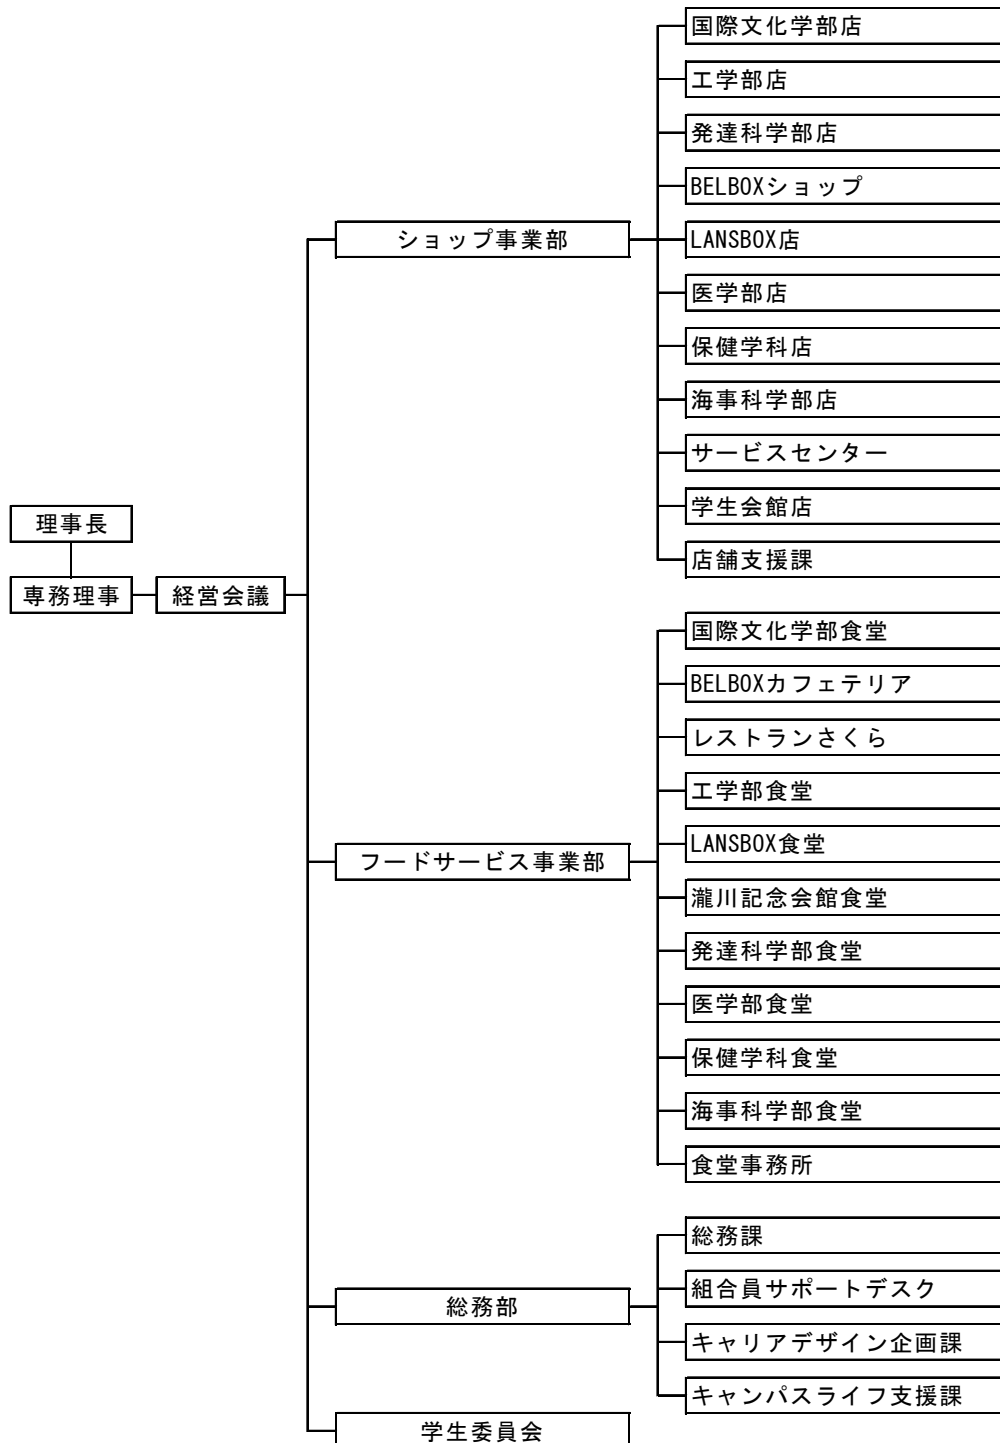 理事長
専務理事
経営会議
ショップ事業部
国際文化学部店
工学部店
発達科学部店
BELBOXショップ
LANSBOX店
医学部店
保健学科店
海事科学部店
サービスセンター
学生会館店
店舗支援課
フードサービス事業部
国際文化学部食堂
BELBOXカフェテリア
レストランさくら
工学部食堂
LANSBOX食堂
瀧川記念会館食堂
発達科学部食堂
医学部食堂
保健学科食堂
海事科学部食堂
食堂事務所
総務部
総務課
組合員サポートデスク
キャリアデザイン企画課
キャンパスライフ支援課
学生委員会